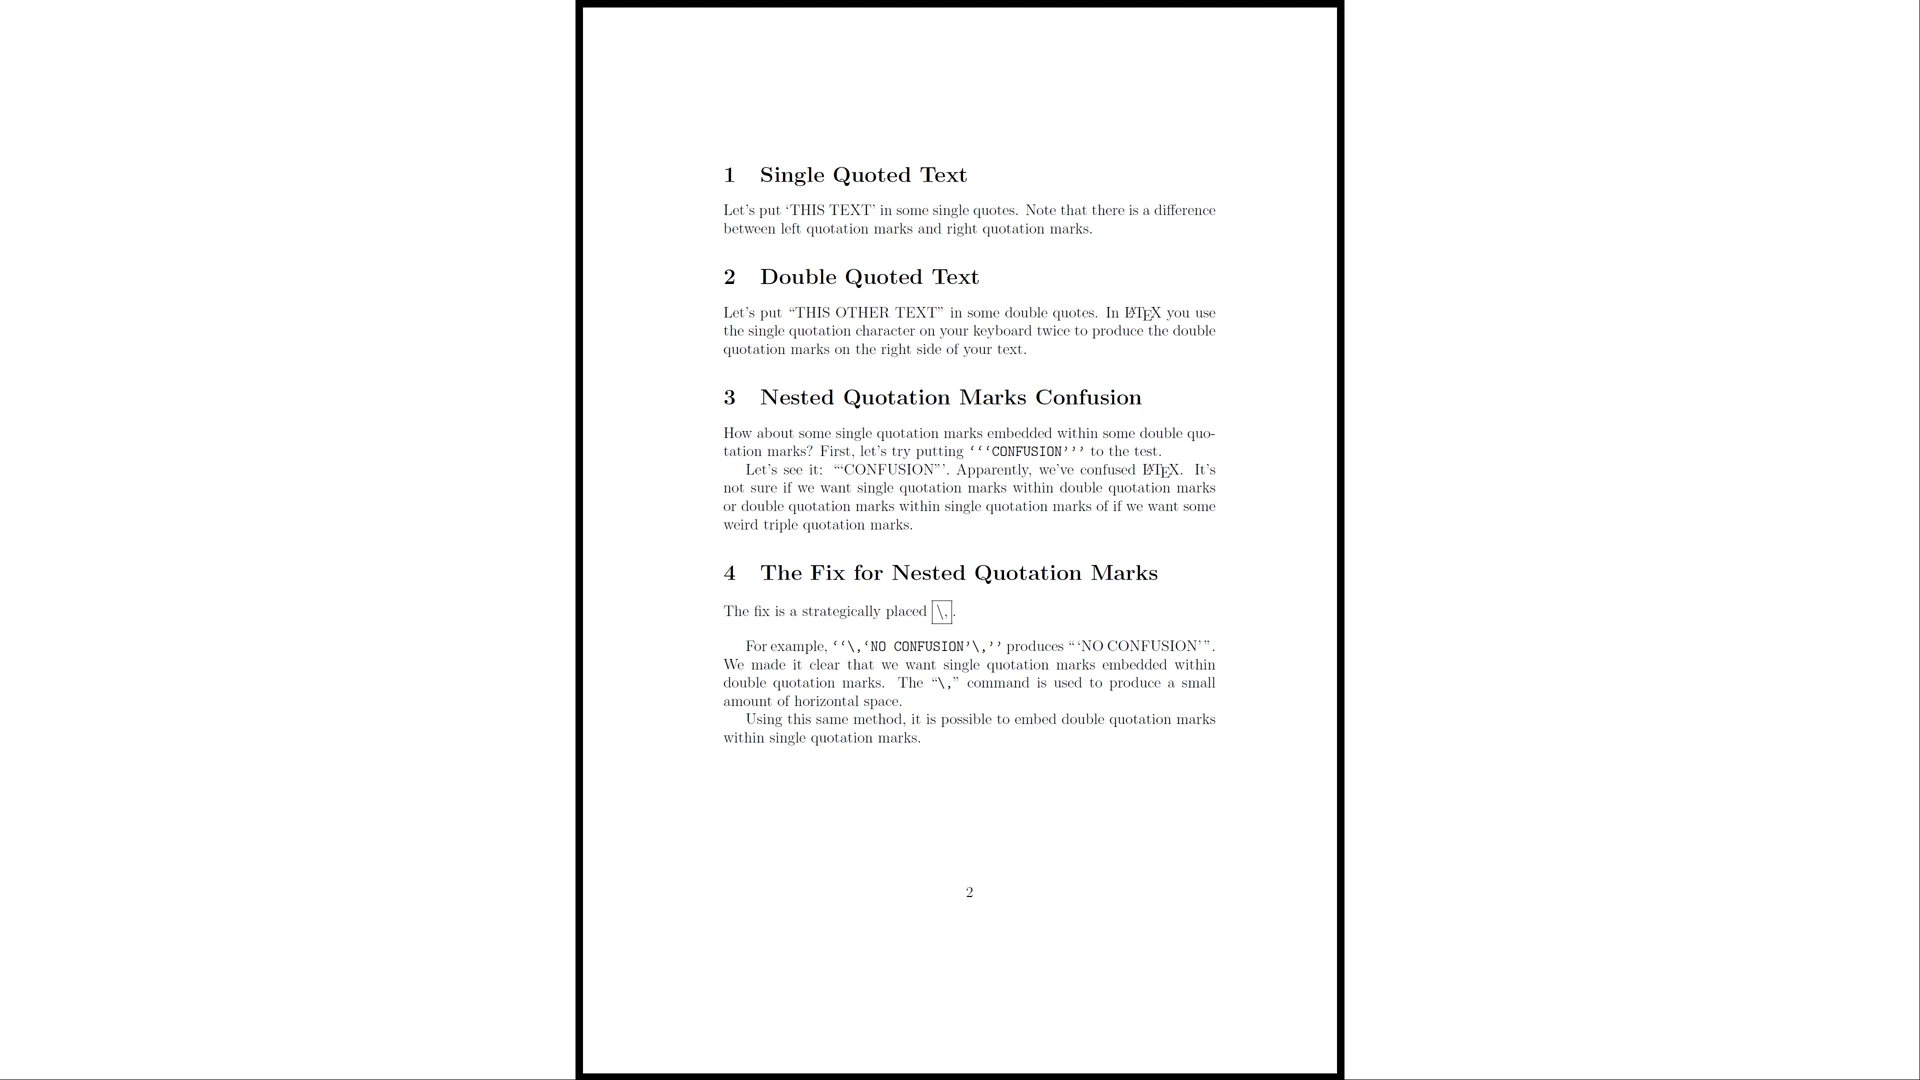 1 Single Quoted Text
Let’s put ‘THIS TEXT’ in some single quotes. Note that there is a difference
between left quotation marks and right quotation marks.
2 Double Quoted Text
Let’s put “THIS OTHER TEXT” in some double quotes. In LATEX you use
the single quotation character on your keyboard twice to produce the double
quotation marks on the right side of your text.
3 Nested Quotation Marks Confusion
How about some single quotation marks embedded within some double quo-
tation marks? First, let’s try putting ‘‘‘CONFUSION’’’ to the test.
Let’s see it: “‘CONFUSION”’. Apparently, we’ve confused LATEX. It’s
not sure if we want single quotation marks within double quotation marks
or double quotation marks within single quotation marks of if we want some
weird triple quotation marks.
4 The Fix for Nested Quotation Marks
The fix is a strategically placed \,.
For example, ‘‘\,‘NO CONFUSION’\,’’ produces “ ‘NO CONFUSION’ ”.
We made it clear that we want single quotation marks embedded within
double quotation marks. The “\,” command is used to produce a small
amount of horizontal space.
Using this same method, it is possible to embed double quotation marks
within single quotation marks.
2